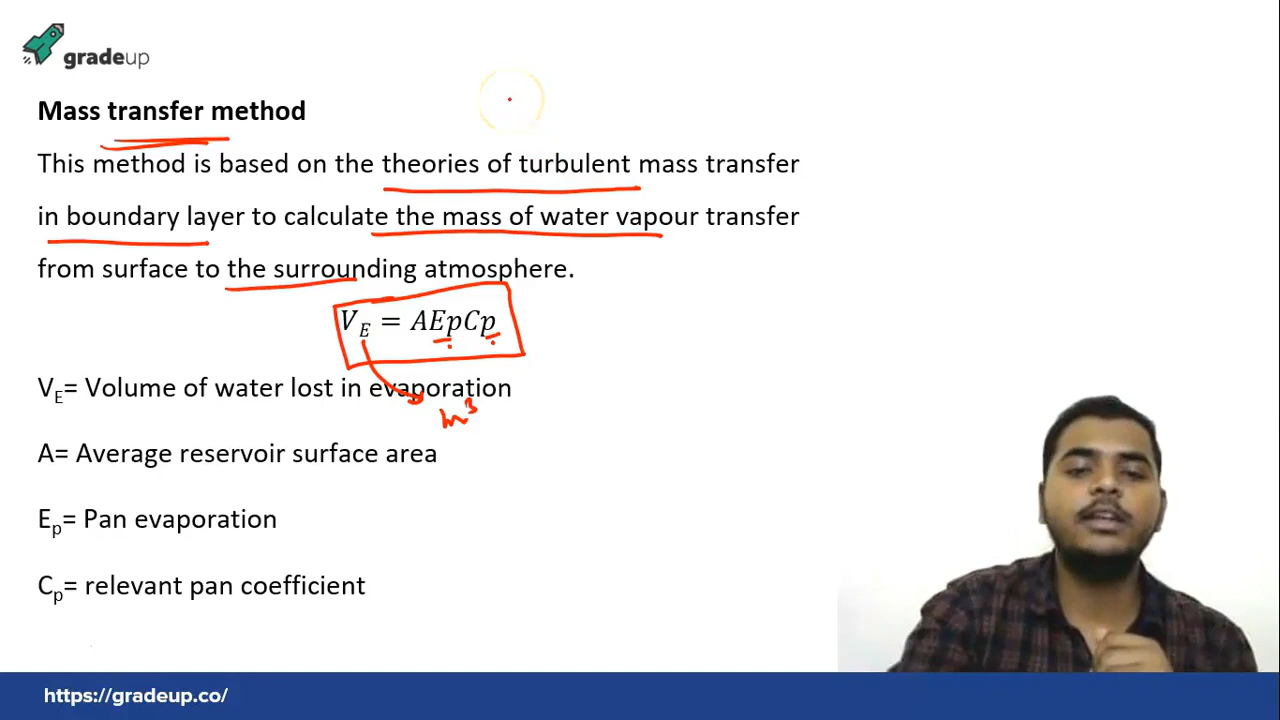 gradeup
Mass transfer method
This method is based on the theories of turbulent mass transfer
in boundary layer to calculate the mass of water vapour transfer
from surface to the surrounding atmosphere.
V_E = AEpCp
V_E= Volume of water lost in evaporation
m³
A= Average reservoir surface area
E_p= Pan evaporation
C_p= relevant pan coefficient
https://gradeup.co/